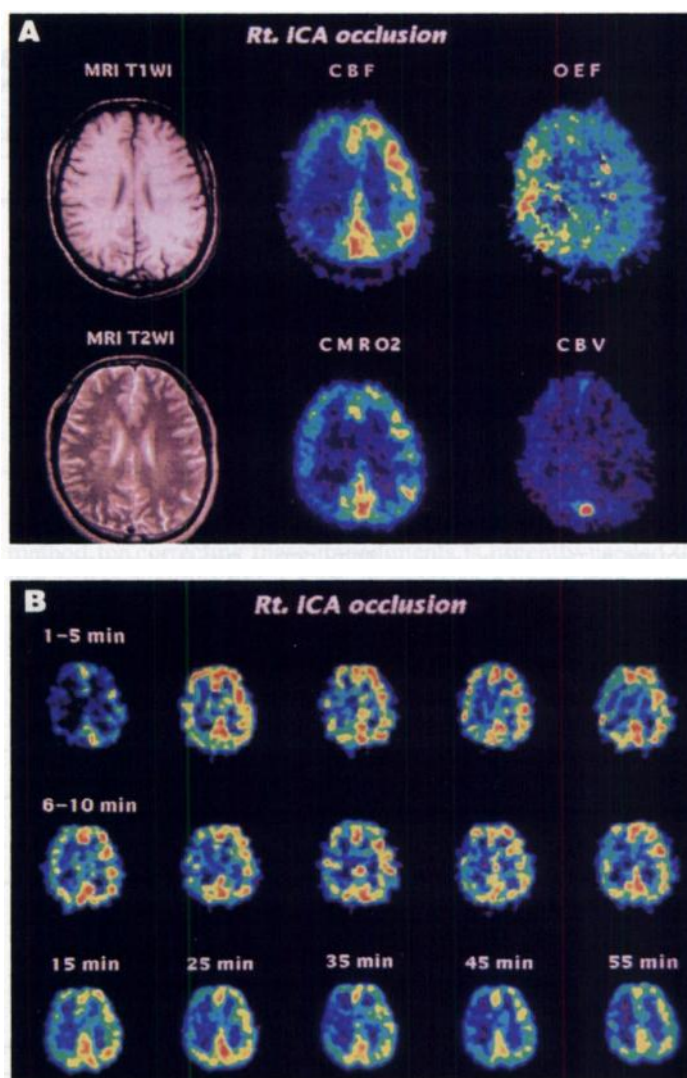 A
Rt. ICA occlusion
MRI T1WI
CBF
OEF
MRI T2WI
CMRO2
CBV
B
Rt. ICA occlusion
1-5 min
6-10 min
15 min
25 min
35 min
45 min
55 min